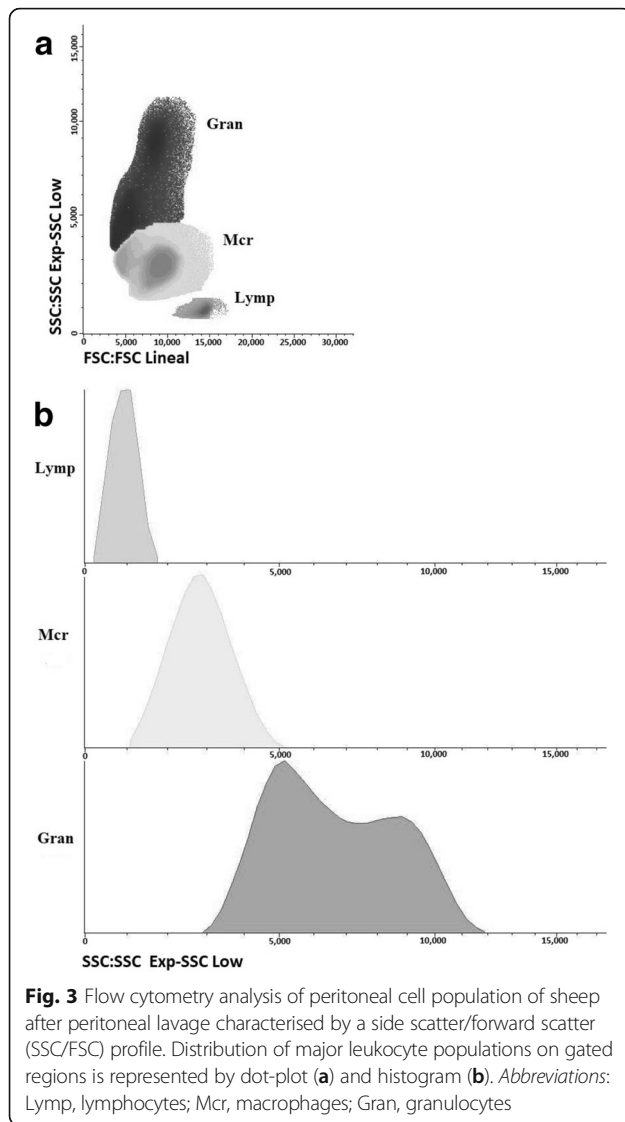 a
15,000
10,000
5,000
0
SSC:SSC Exp-SSC Low
Gran
Mcr
Lymp
0 5,000 10,000 15,000 20,000 25,000 30,000
FSC:FSC Lineal
b
Lymp
0 5,000 10,000 15,000
Mcr
0 5,000 10,000 15,000
Gran
0 5,000 10,000 15,000
SSC:SSC Exp-SSC Low
Fig. 3 Flow cytometry analysis of peritoneal cell population of sheep
after peritoneal lavage characterised by a side scatter/forward scatter
(SSC/FSC) profile. Distribution of major leukocyte populations on gated
regions is represented by dot-plot (a) and histogram (b). Abbreviations:
Lymp, lymphocytes; Mcr, macrophages; Gran, granulocytes